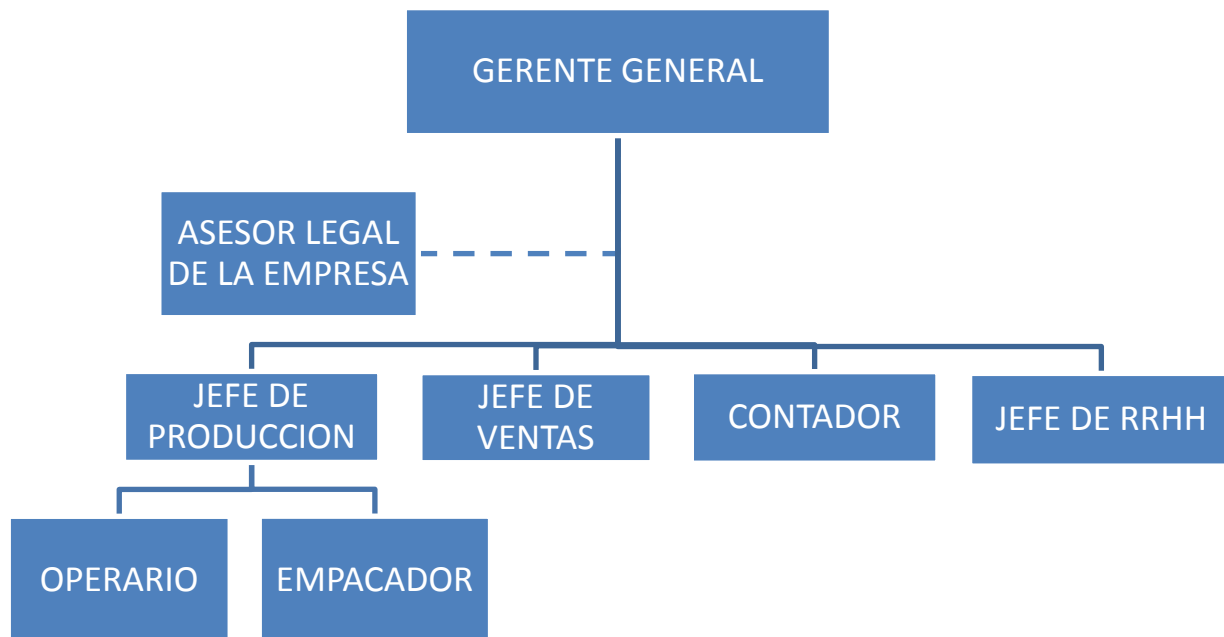 GERENTE GENERAL
ASESOR LEGAL
DE LA EMPRESA
JEFE DE
PRODUCCION
JEFE DE
VENTAS
CONTADOR
JEFE DE RRHH
OPERARIO
EMPACADOR